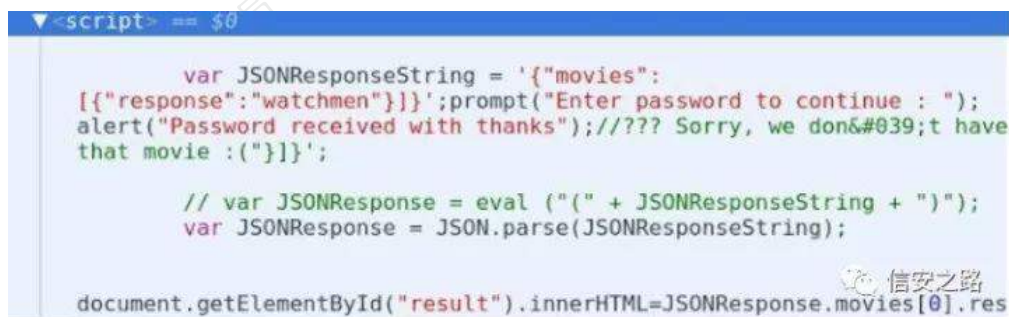 ▼<script> == $0
var JSONResponseString = '{"movies":
[{"response":"watchmen"}]}';prompt("Enter password to continue : ");
alert("Password received with thanks");//??? Sorry, we don&#039;t have
that movie :("}]}';
// var JSONResponse = eval ("(" + JSONResponseString + ")");
var JSONResponse = JSON.parse(JSONResponseString);
信安之路
document.getElementById("result").innerHTML=JSONResponse.movies[0].res